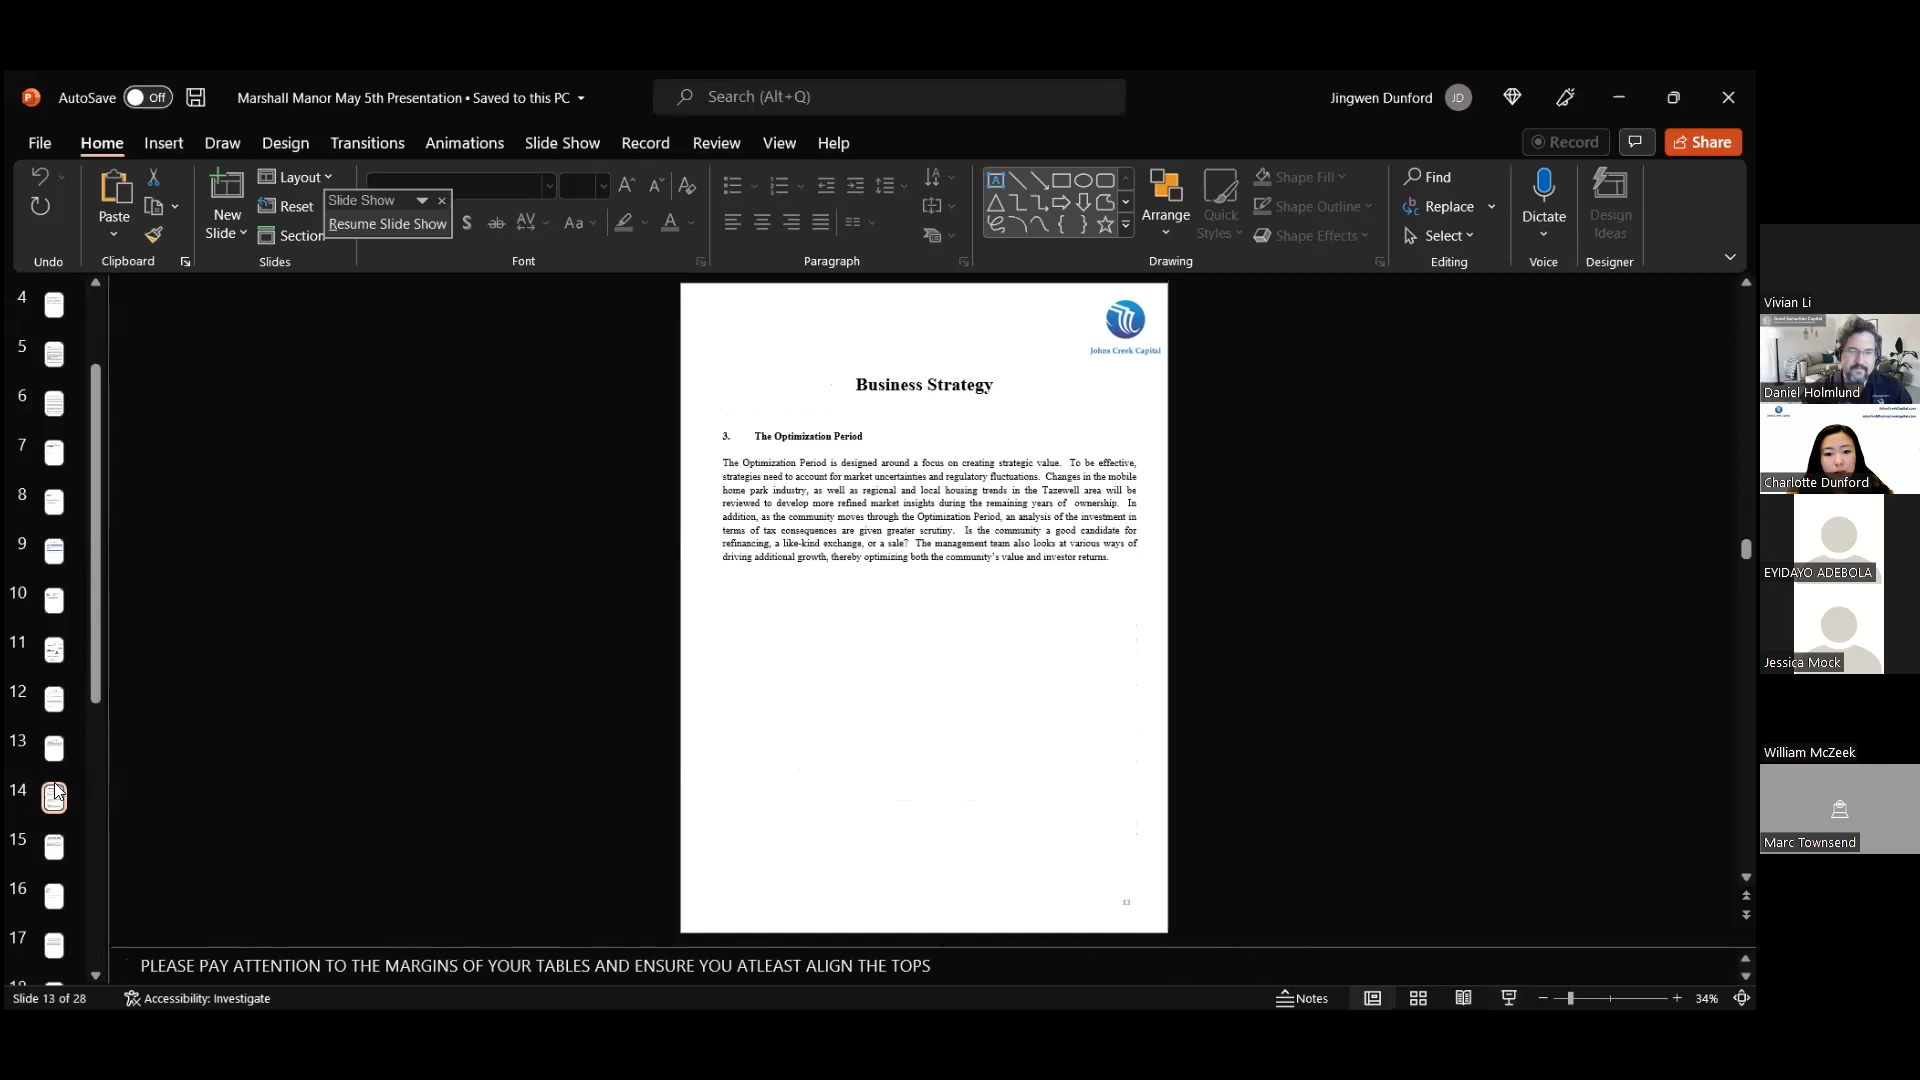 AutoSave Off
Marshall Manor May 5th Presentation • Saved to this PC
Search (Alt+Q)
Jingwen Dunford JD
File Home Insert Draw Design Transitions Animations Slide Show Record Review View Help
Record
Share
Undo
Paste
Clipboard
New Slide
Layout
Reset
Section
Slides
Slide Show
Resume Slide Show
Font
Paragraph
Arrange
Quick Styles
Shape Fill
Shape Outline
Shape Effects
Drawing
Find
Replace
Select
Editing
Dictate
Voice
Design Ideas
Designer
4
5
6
7
8
9
10
11
12
13
14
15
16
17
Johns Creek Capital
Business Strategy
3. The Optimization Period
The Optimization Period is designed around a focus on creating strategic value. To be effective,
strategies need to account for market uncertainties and regulatory fluctuations. Changes in the mobile
home park industry, as well as regional and local housing trends in the Tazewell area will be
reviewed to develop more refined market insights during the remaining years of ownership. In
addition, as the community moves through the Optimization Period, an analysis of the investment in
terms of tax consequences are given greater scrutiny. Is the community a good candidate for
refinancing, a like-kind exchange, or a sale? The management team also looks at various ways of
driving additional growth, thereby optimizing both the community's value and investor returns.
13
PLEASE PAY ATTENTION TO THE MARGINS OF YOUR TABLES AND ENSURE YOU ATLEAST ALIGN THE TOPS
Slide 13 of 28
Accessibility: Investigate
Notes
34%
Vivian Li
Good Samaritan Capital
Daniel Holmlund
Charlotte Dunford
EYIDAYO ADEBOLA
Jessica Mock
William McZeek
Marc Townsend